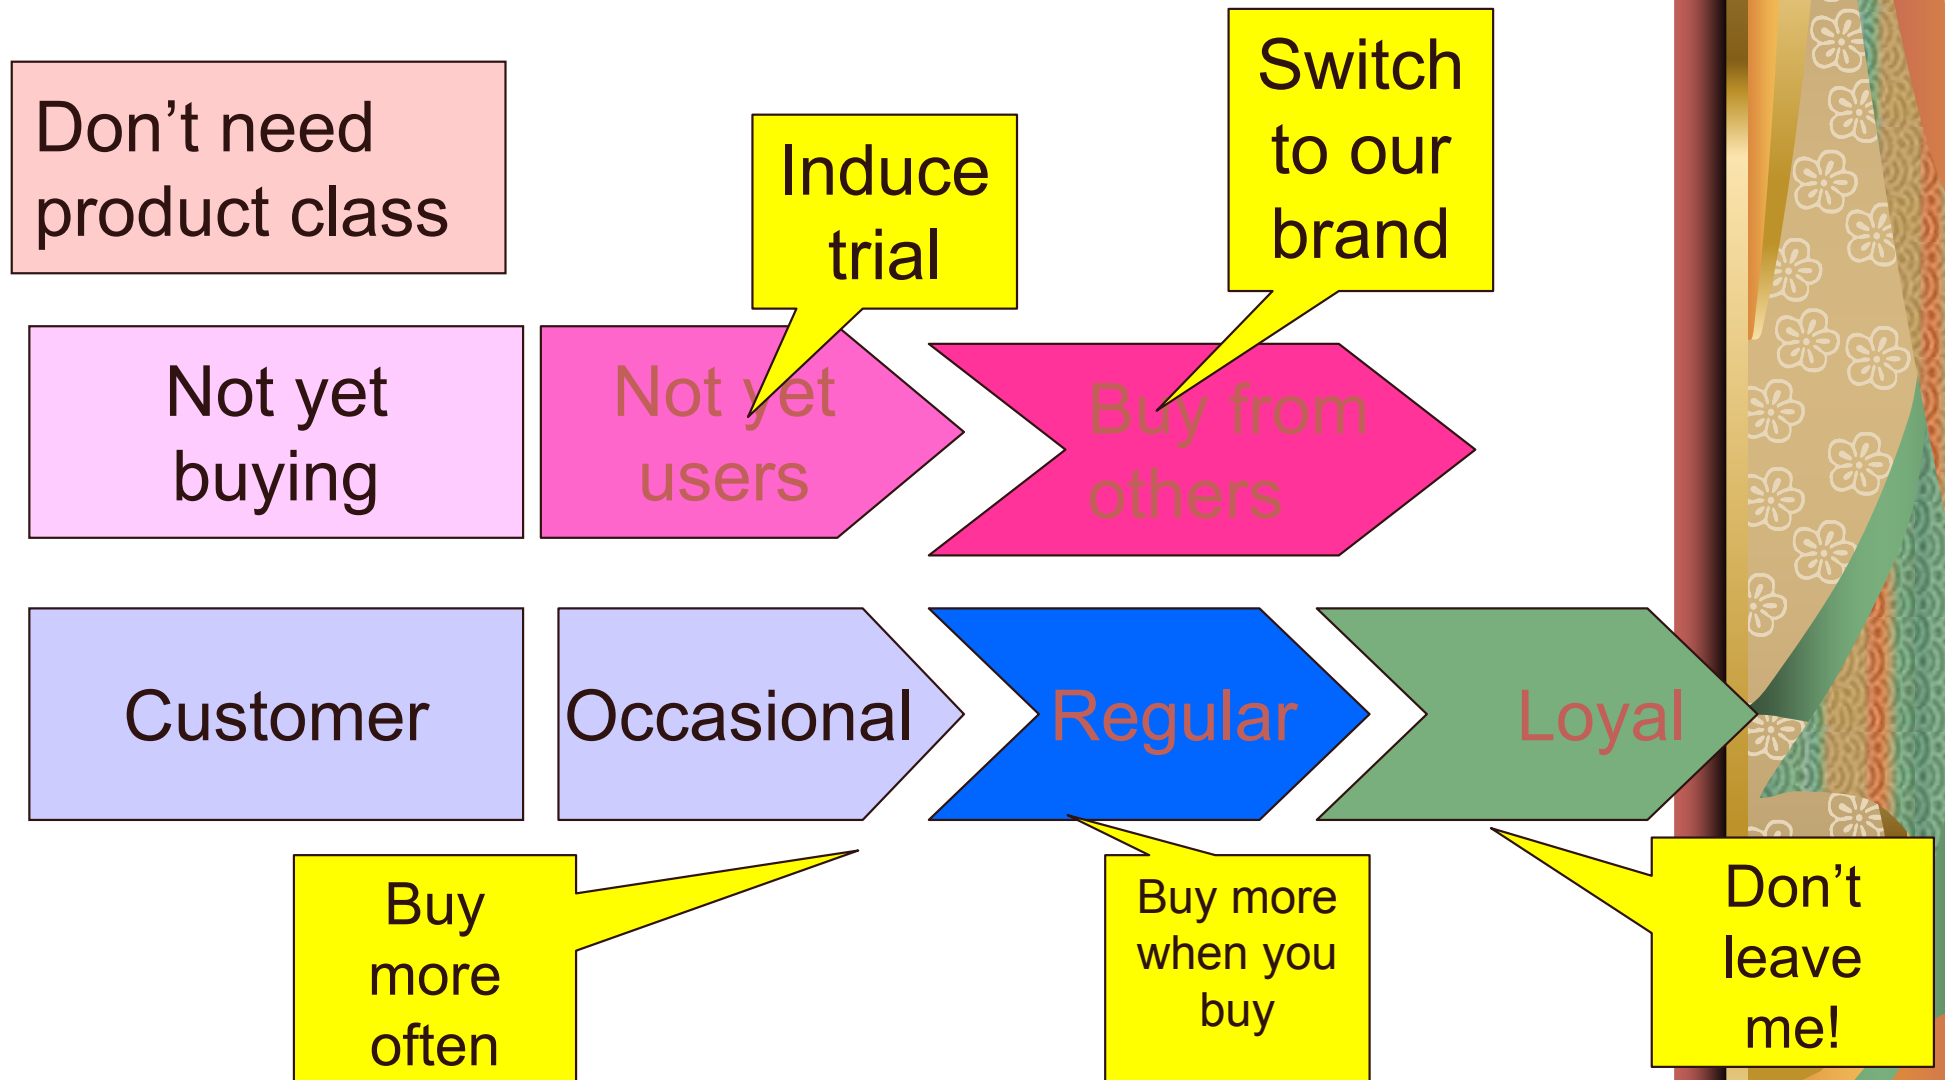 Don’t need
product class
Induce
trial
Switch
to our
brand
Not yet
buying
Not yet
users
Buy from
others
Customer
Occasional
Regular
Loyal
Buy
more
often
Buy more
when you
buy
Don’t
leave
me!